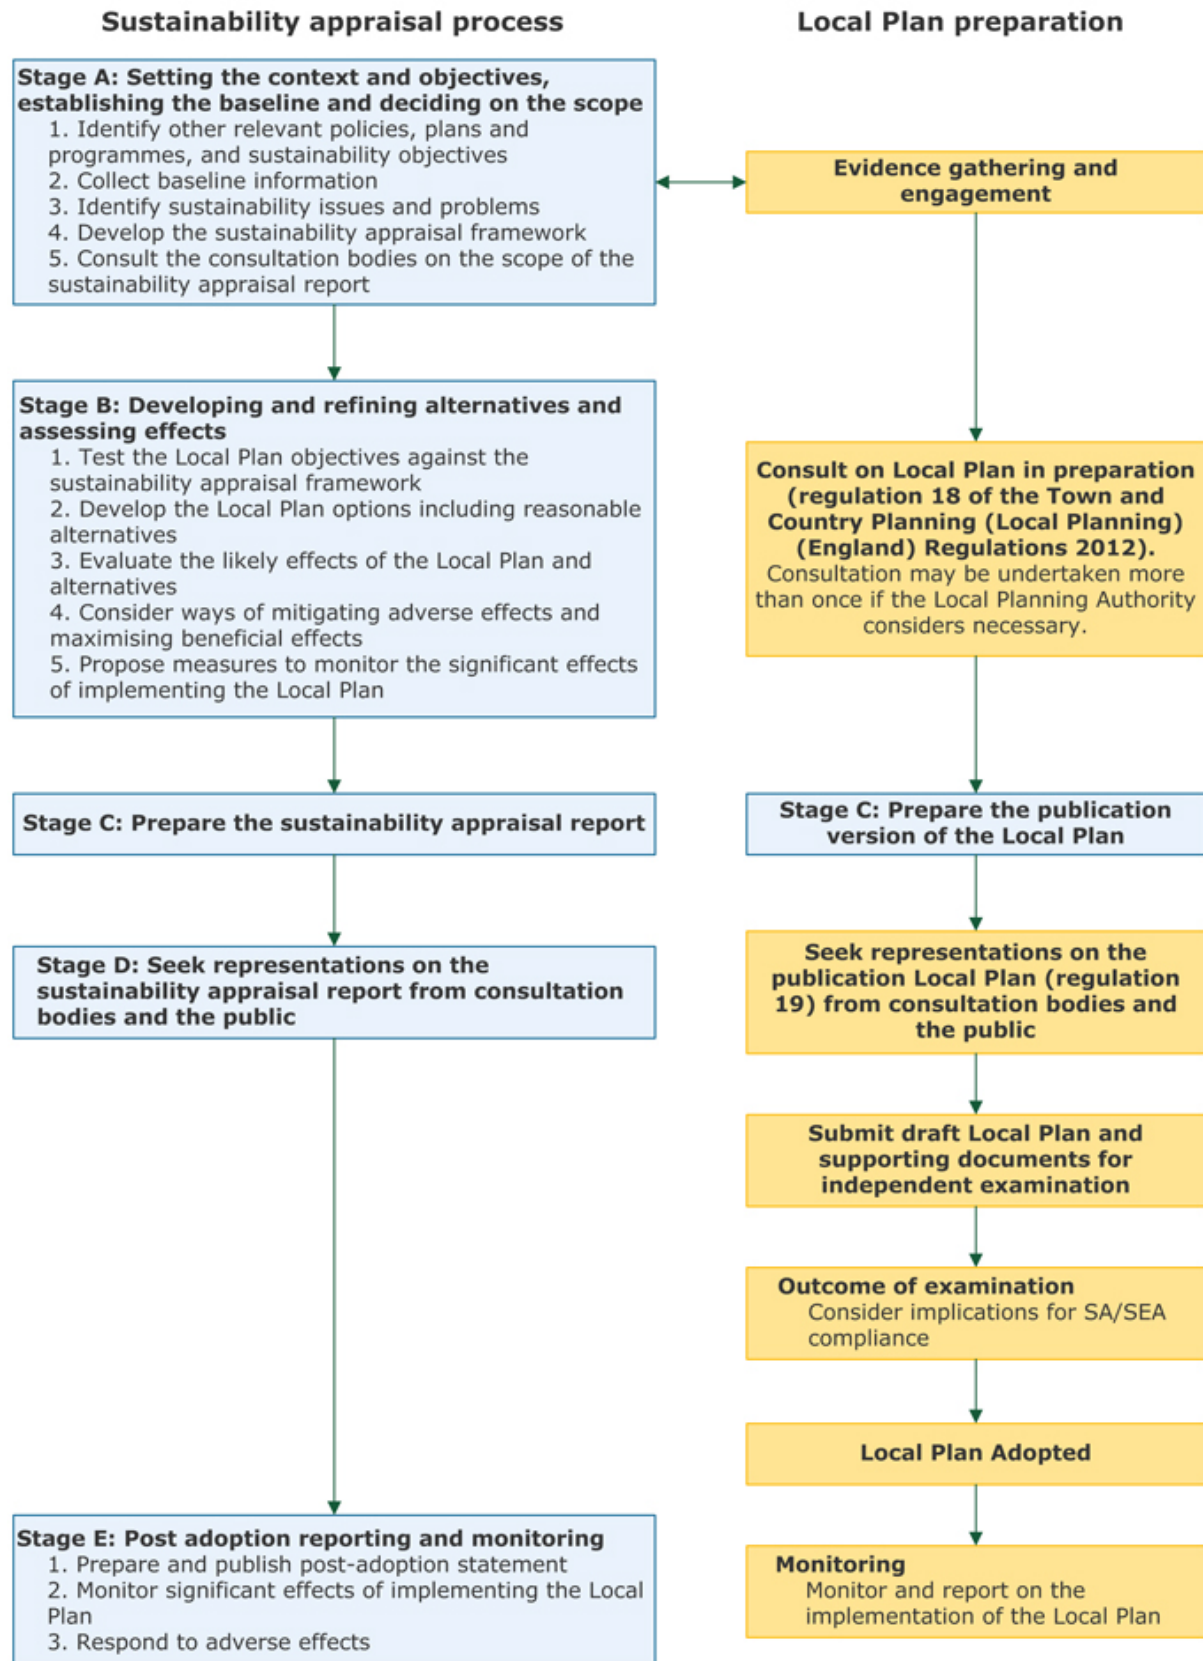 Sustainability appraisal process
Stage A: Setting the context and objectives,
establishing the baseline and deciding on the scope
1. Identify other relevant policies, plans and
programmes, and sustainability objectives
2. Collect baseline information
3. Identify sustainability issues and problems
4. Develop the sustainability appraisal framework
5. Consult the consultation bodies on the scope of the
sustainability appraisal report
Stage B: Developing and refining alternatives and
assessing effects
1. Test the Local Plan objectives against the
sustainability appraisal framework
2. Develop the Local Plan options including reasonable
alternatives
3. Evaluate the likely effects of the Local Plan and
alternatives
4. Consider ways of mitigating adverse effects and
maximising beneficial effects
5. Propose measures to monitor the significant effects
of implementing the Local Plan
Stage C: Prepare the sustainability appraisal report
Stage D: Seek representations on the
sustainability appraisal report from consultation
bodies and the public
Stage E: Post adoption reporting and monitoring
1. Prepare and publish post-adoption statement
2. Monitor significant effects of implementing the Local
Plan
3. Respond to adverse effects
Local Plan preparation
Evidence gathering and
engagement
Consult on Local Plan in preparation
(regulation 18 of the Town and
Country Planning (Local Planning)
(England) Regulations 2012).
Consultation may be undertaken more
than once if the Local Planning Authority
considers necessary.
Stage C: Prepare the publication
version of the Local Plan
Seek representations on the
publication Local Plan (regulation
19) from consultation bodies and
the public
Submit draft Local Plan and
supporting documents for
independent examination
Outcome of examination
Consider implications for SA/SEA
compliance
Local Plan Adopted
Monitoring
Monitor and report on the
implementation of the Local Plan